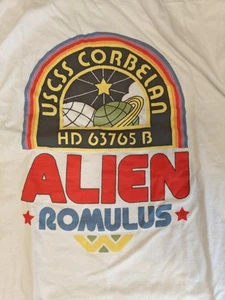 USCSS CORBELAN
HD 63765 B
ALIEN
ROMULUS